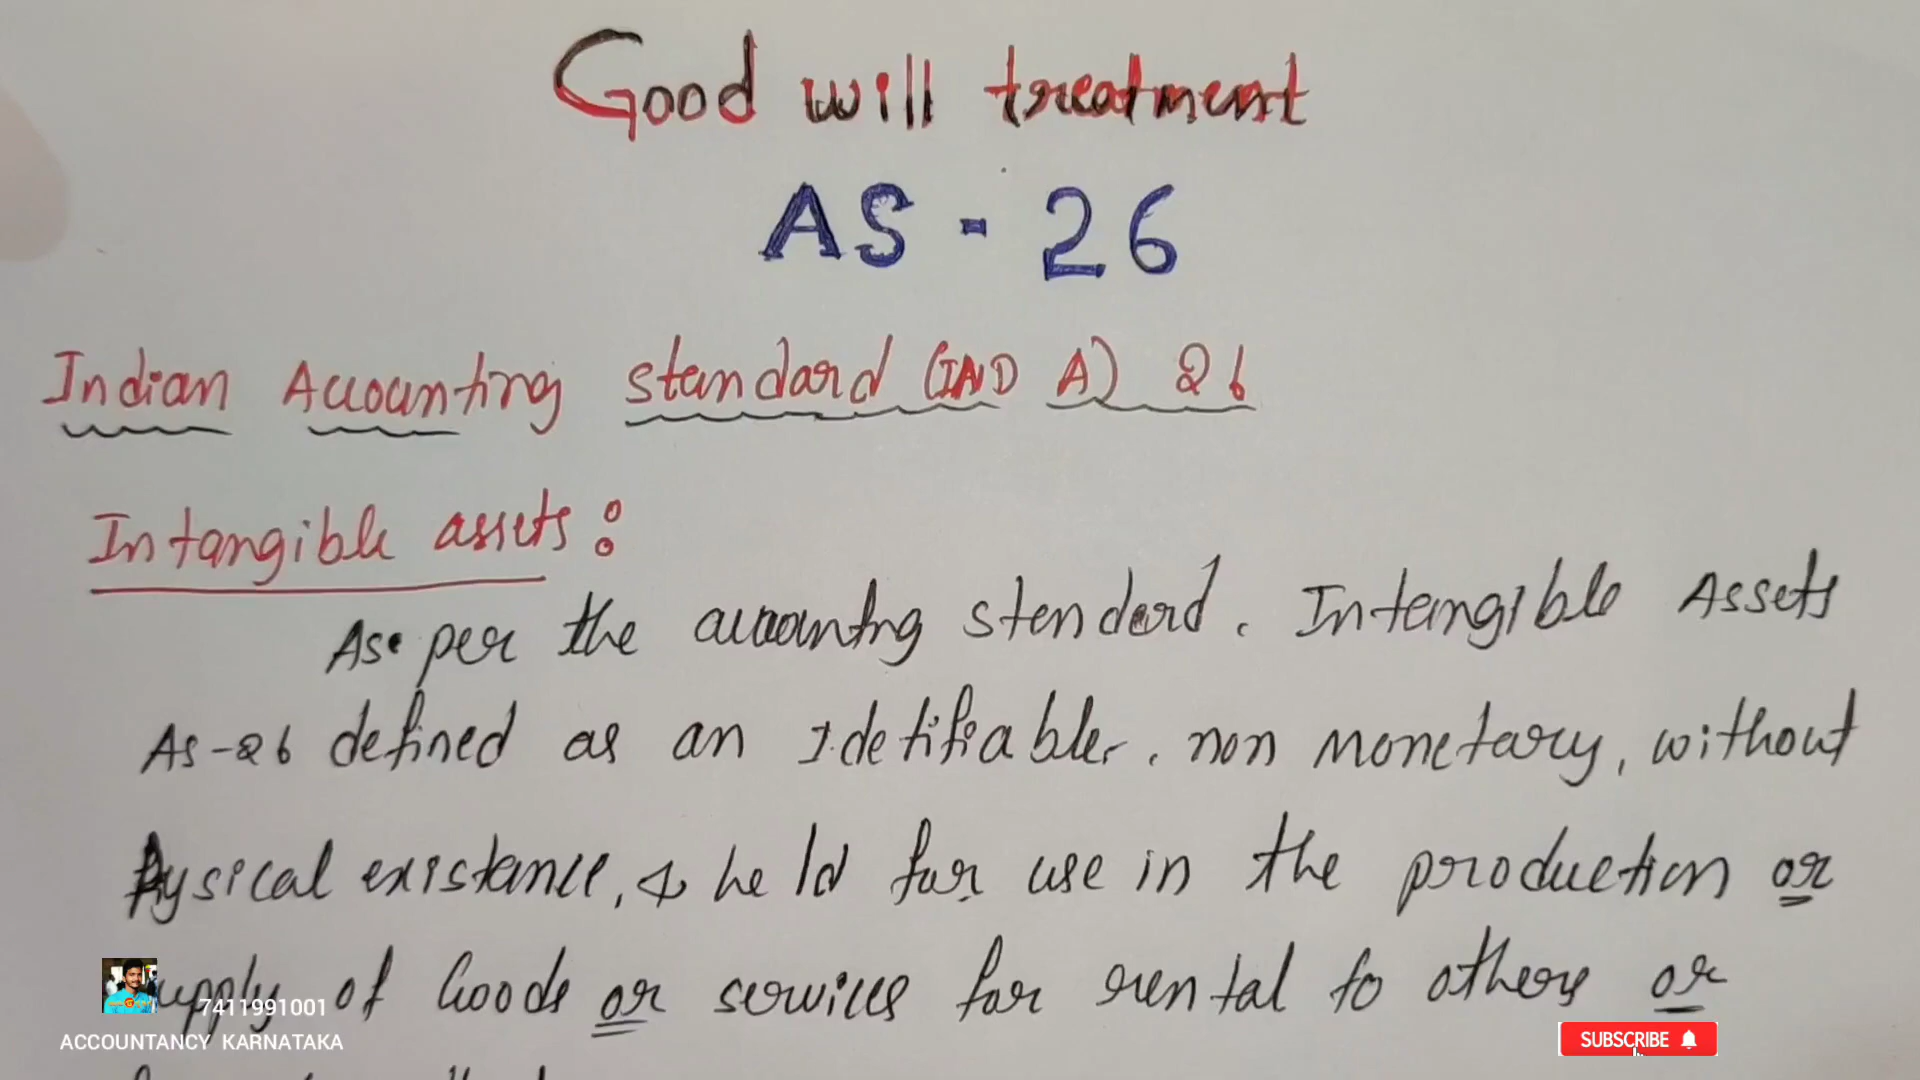 Good will treatment
AS - 26
Indian Accounting standard (IND A) 26
Intangible assets :
As per the accounting standard. Intangible Assets
As-26 defined as an Idetifiable, non monetary, without
Pysical existance, & held for use in the production or
supply of Goods or services for rental to others or
7411991001
ACCOUNTANCY KARNATAKA
SUBSCRIBE